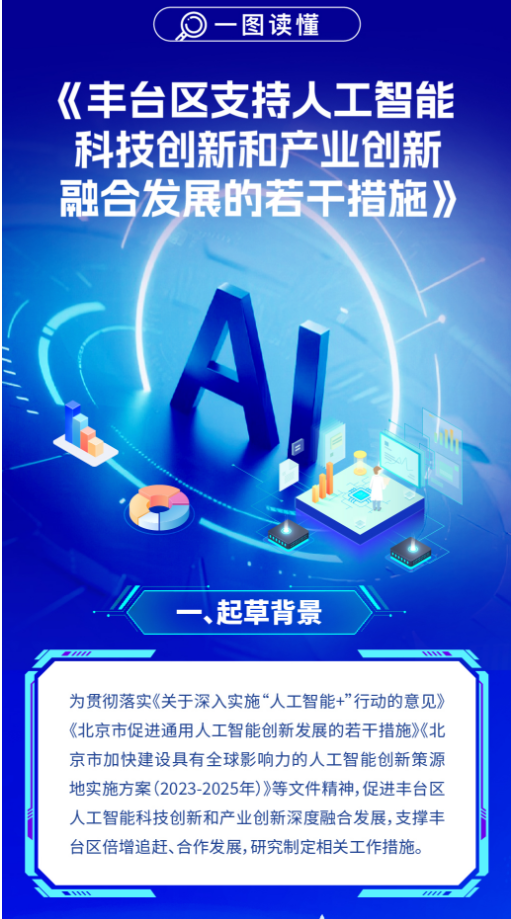 一图读懂
《丰台区支持人工智能
科技创新和产业创新
融合发展的若干措施》
AI
一、起草背景
为贯彻落实《关于深入实施“人工智能+”行动的意见》
《北京市促进通用人工智能创新发展的若干措施》《北
京市加快建设具有全球影响力的人工智能创新策源
地实施方案（2023-2025年）》等文件精神，促进丰台区
人工智能科技创新和产业创新深度融合发展，支撑丰
台区倍增追赶、合作发展，研究制定相关工作措施。